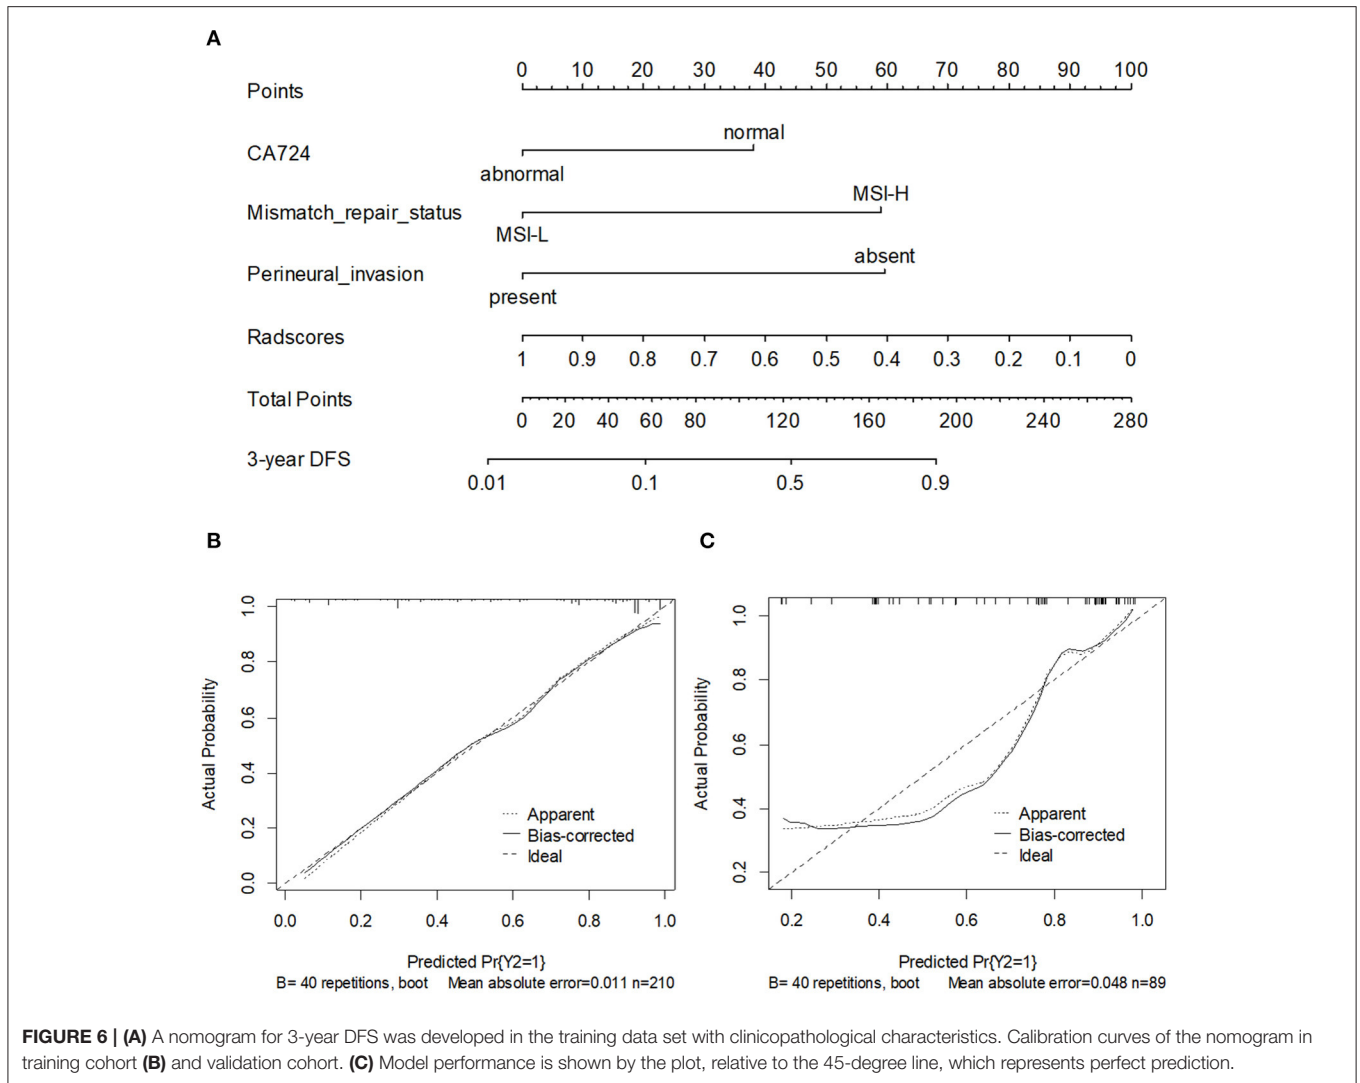 A
Points
0 10 20 30 40 50 60 70 80 90 100
CA724
normal
abnormal
Mismatch_repair_status
MSI-H
MSI-L
Perineural_invasion
absent
present
Radscores
1 0.9 0.8 0.7 0.6 0.5 0.4 0.3 0.2 0.1 0
Total Points
0 20 40 60 80 120 160 200 240 280
3-year DFS
0.01 0.1 0.5 0.9
B
Actual Probability
1.0
0.8
0.6
0.4
0.2
0.0
Apparent
Bias-corrected
Ideal
0.0 0.2 0.4 0.6 0.8 1.0
Predicted Pr{Y2=1}
B= 40 repetitions, boot Mean absolute error=0.011 n=210
C
Actual Probability
1.0
0.8
0.6
0.4
0.2
Apparent
Bias-corrected
Ideal
0.2 0.4 0.6 0.8 1.0
Predicted Pr{Y2=1}
B= 40 repetitions, boot Mean absolute error=0.048 n=89
FIGURE 6 | (A) A nomogram for 3-year DFS was developed in the training data set with clinicopathological characteristics. Calibration curves of the nomogram in
training cohort (B) and validation cohort. (C) Model performance is shown by the plot, relative to the 45-degree line, which represents perfect prediction.